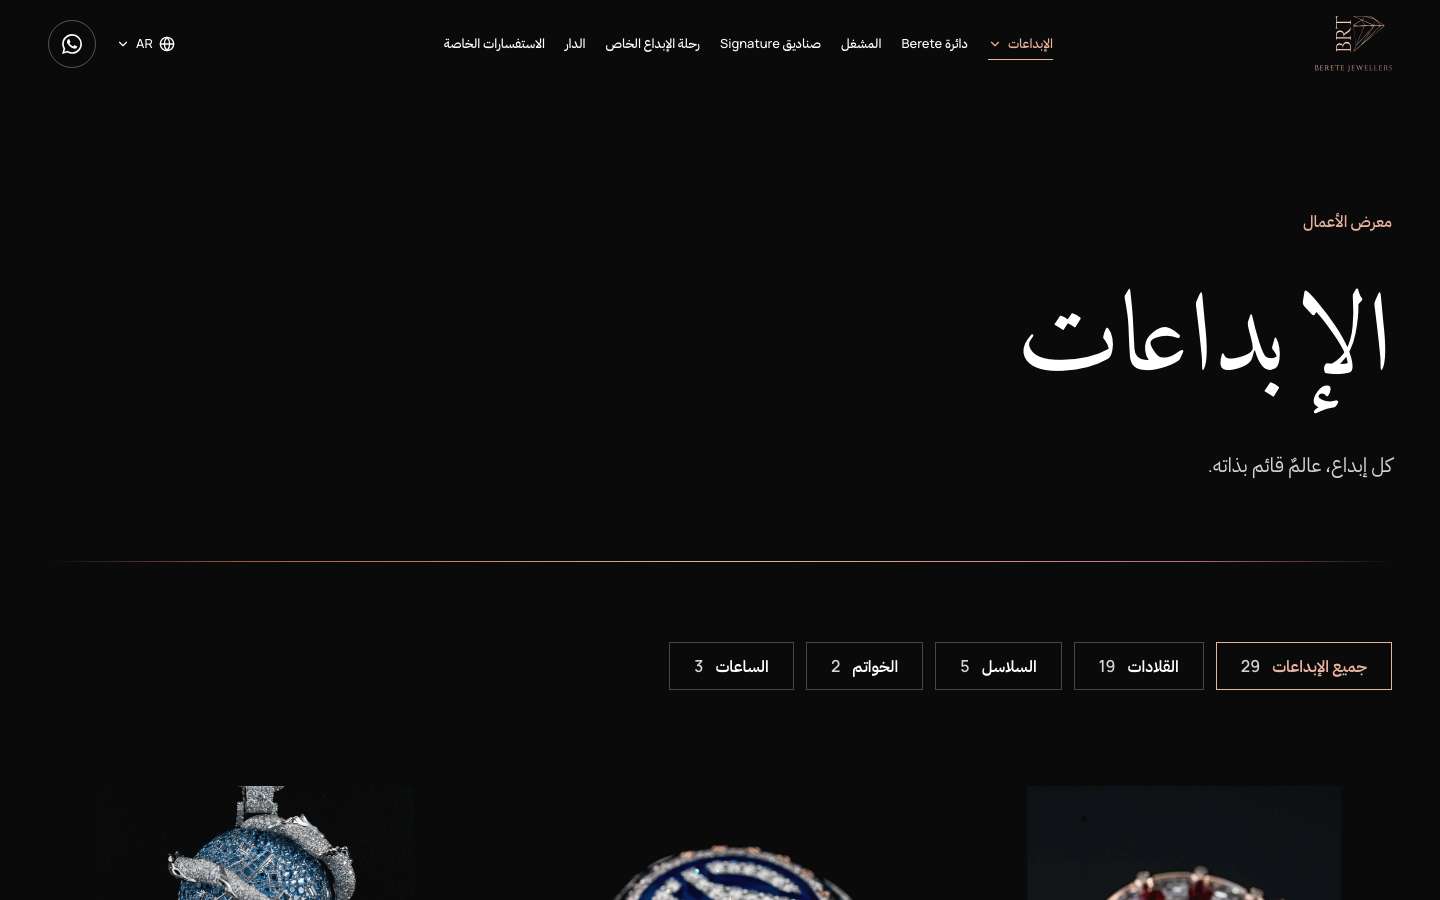 BRT
BERETE JEWELLERS
الإبداعات
دائرة Berete
المشغل
صناديق Signature
رحلة الإبداع الخاص
الدار
الاستفسارات الخاصة
AR
معرض الأعمال
الإبداعات
كل إبداع، عالمٌ قائم بذاته.
جميع الإبداعات 29
القلادات 19
السلاسل 5
الخواتم 2
الساعات 3